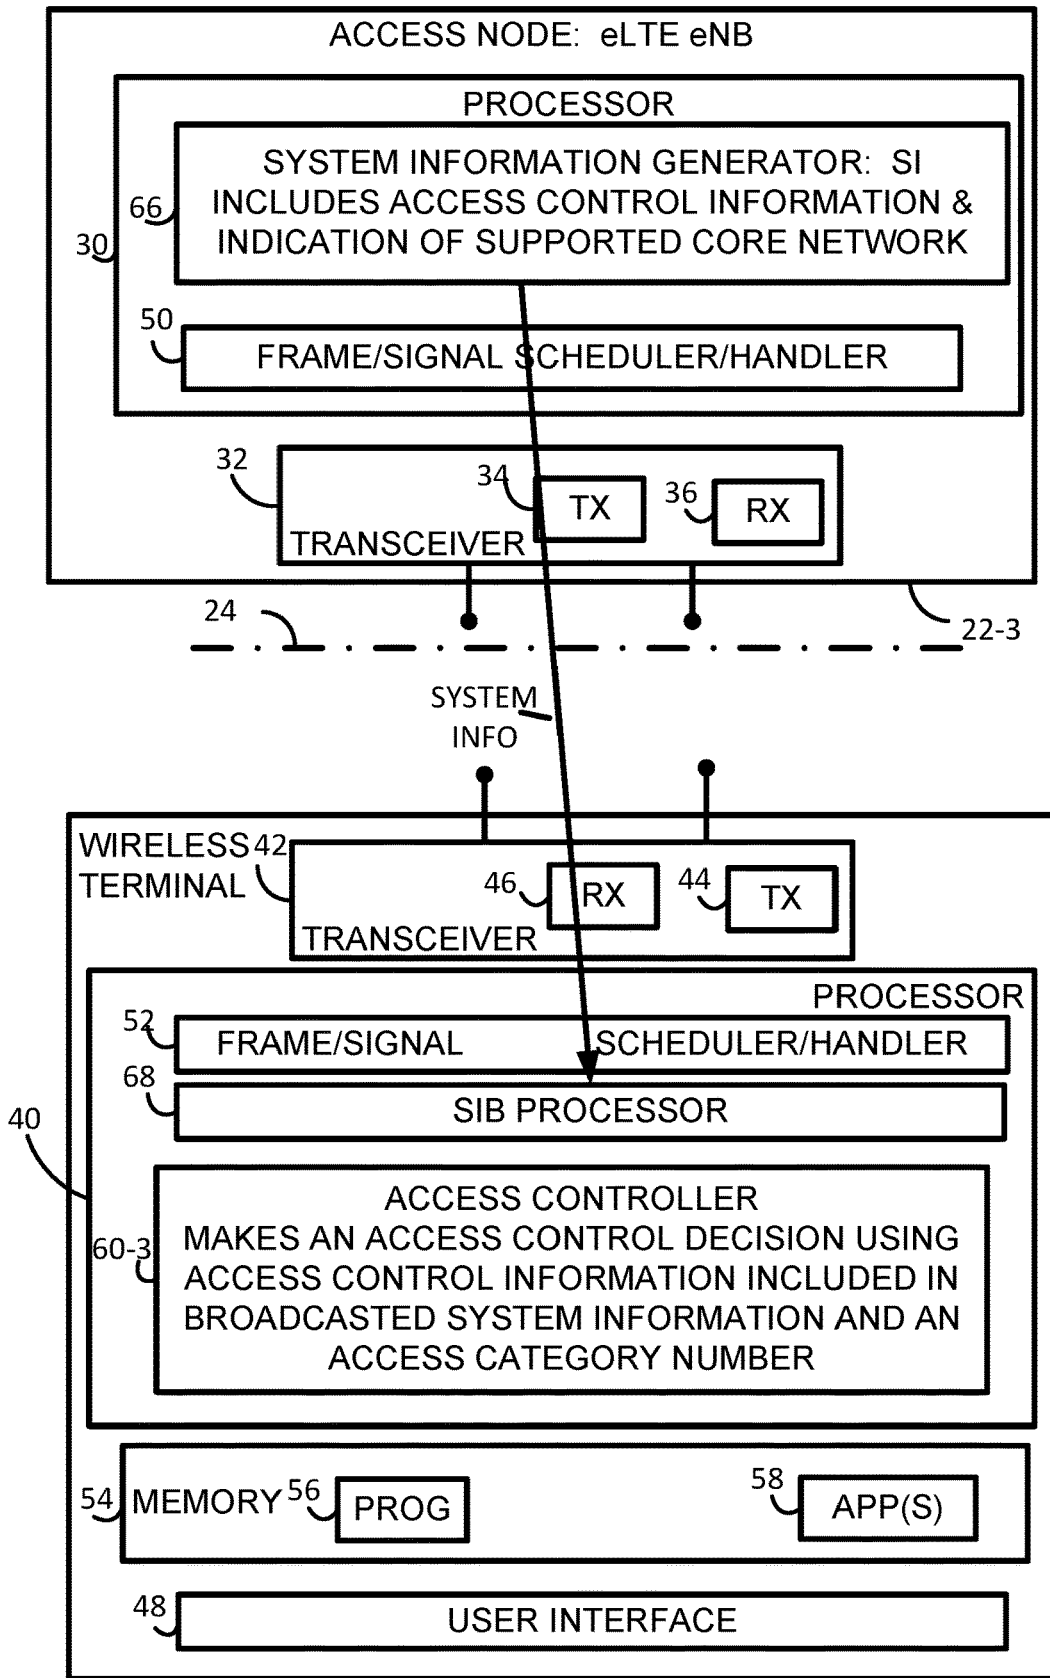 ACCESS NODE: eLTE eNB
PROCESSOR
SYSTEM INFORMATION GENERATOR: SI
INCLUDES ACCESS CONTROL INFORMATION &
INDICATION OF SUPPORTED CORE NETWORK
66
30
50
FRAME/SIGNAL SCHEDULER/HANDLER
32
34
TX
36
RX
TRANSCEIVER
24
22-3
SYSTEM
INFO
WIRELESS
TERMINAL
42
46
RX
44
TX
TRANSCEIVER
PROCESSOR
52
FRAME/SIGNAL SCHEDULER/HANDLER
68
SIB PROCESSOR
40
ACCESS CONTROLLER
MAKES AN ACCESS CONTROL DECISION USING
ACCESS CONTROL INFORMATION INCLUDED IN
BROADCASTED SYSTEM INFORMATION AND AN
ACCESS CATEGORY NUMBER
60-3
54
MEMORY
56
PROG
58
APP(S)
48
USER INTERFACE